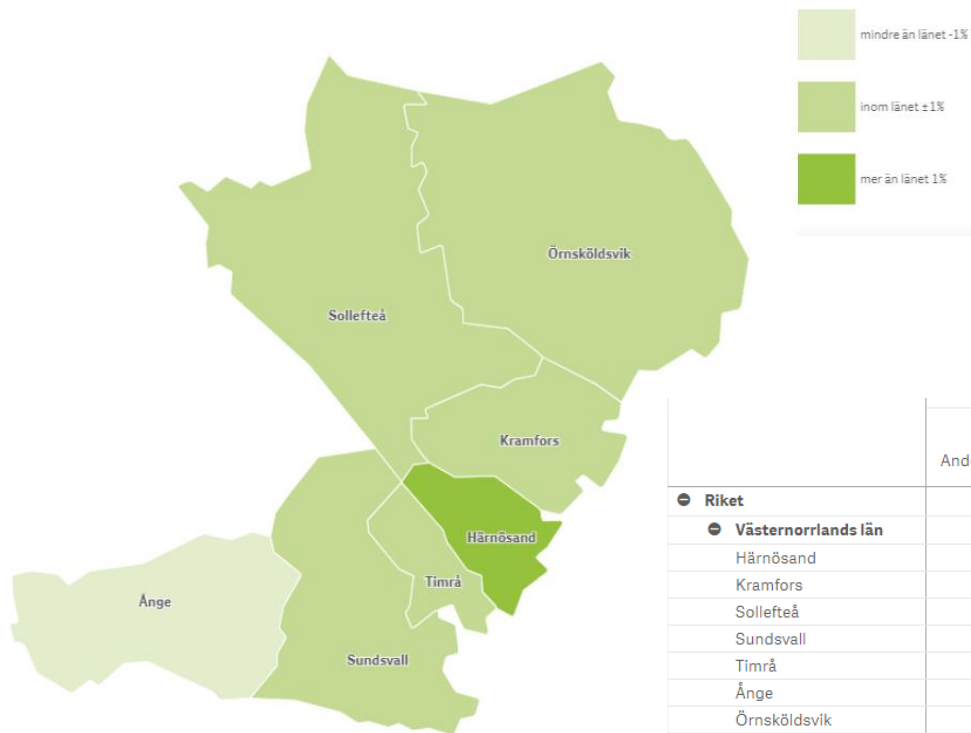 mindre än länet -1%
inom länet ±1%
mer än länet 1%
Örnsköldsvik
Sollefteå
Kramfors
Härnösand
Timrå
Ånge
Sundsvall
Riket
Västernorrlands län
Härnösand
Kramfors
Sollefteå
Sundsvall
Timrå
Ånge
Örnsköldsvik